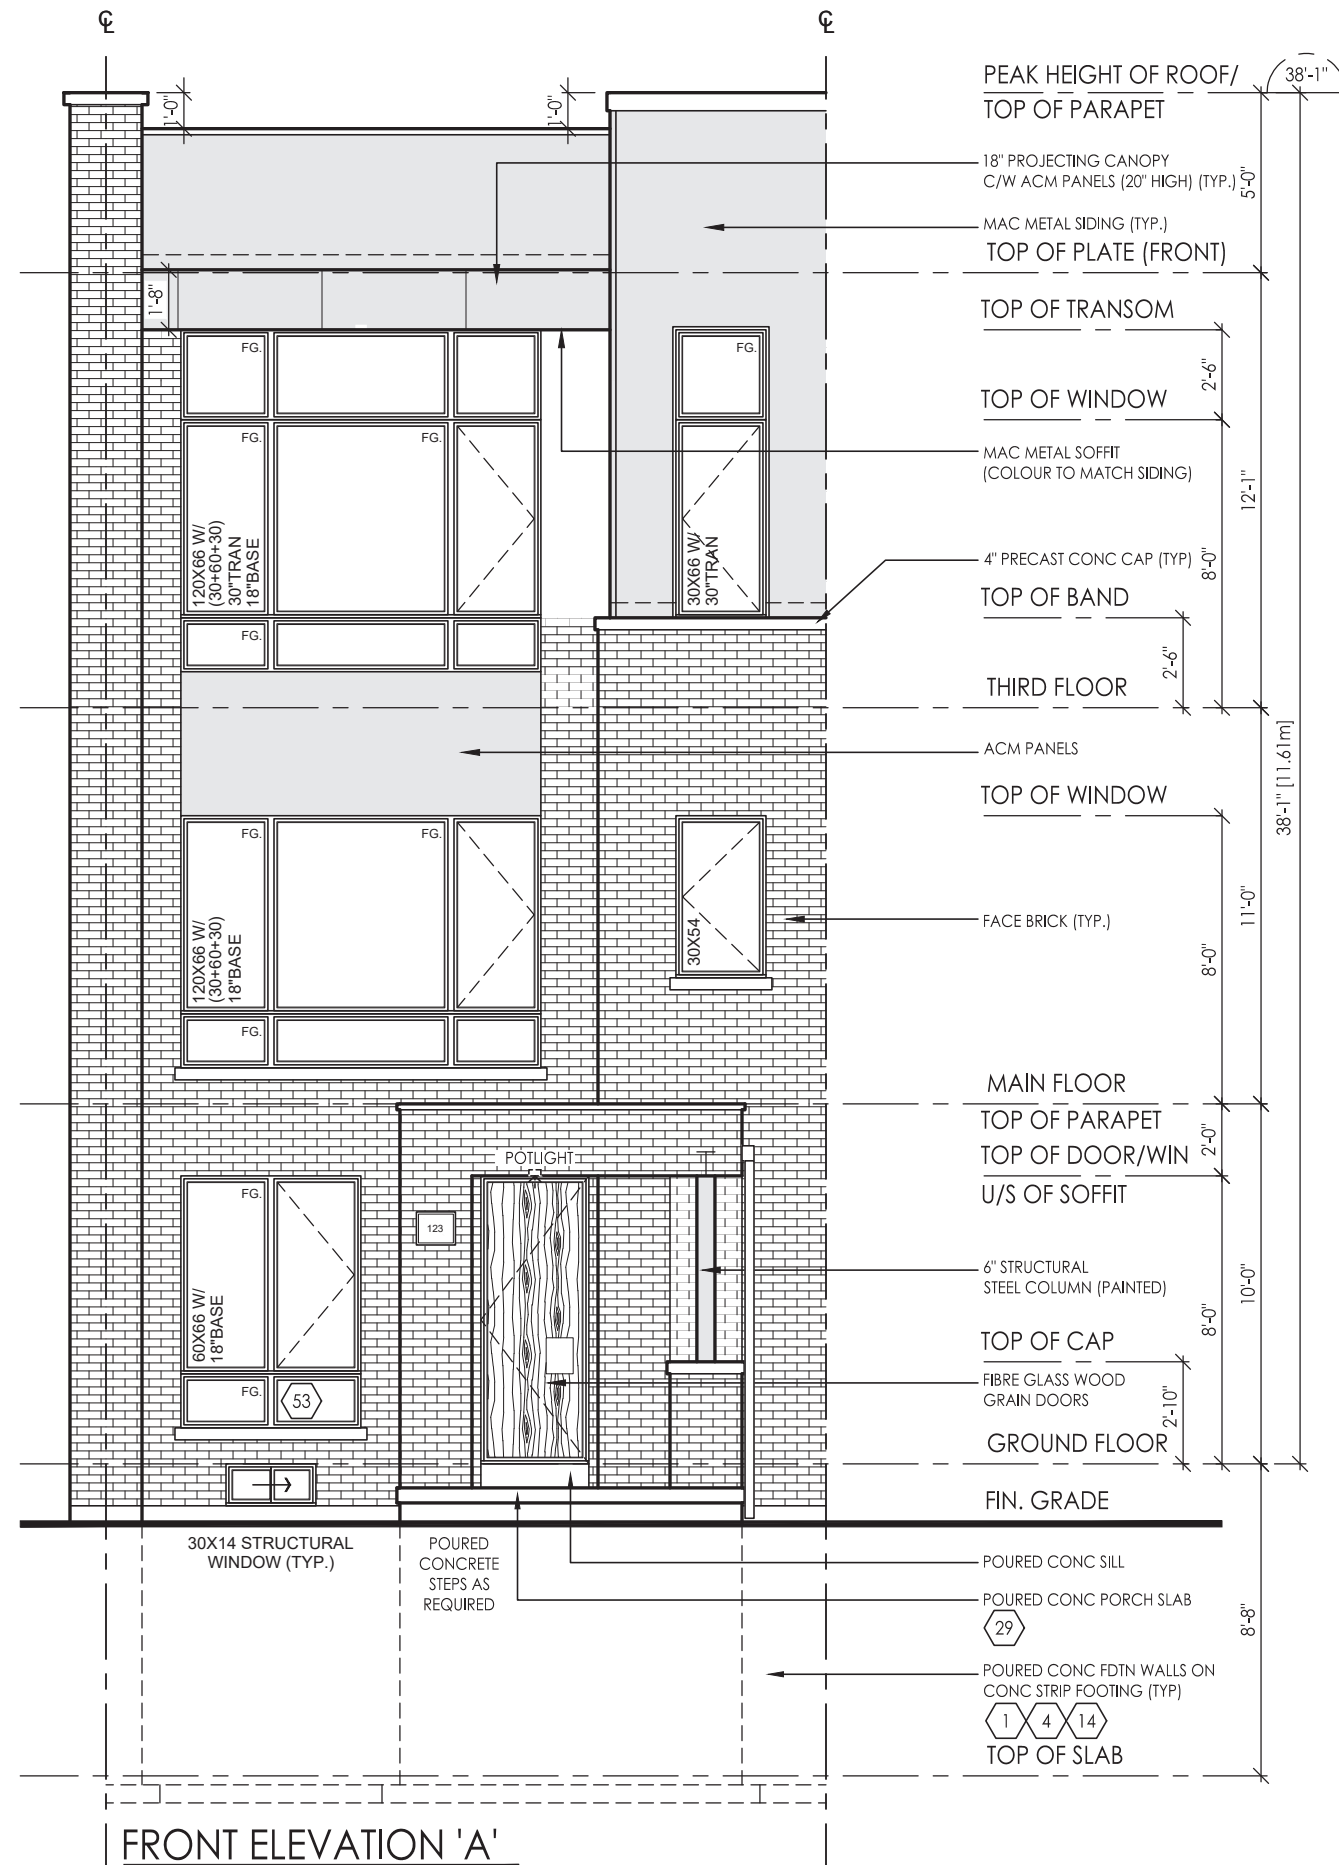 ℄ ℄
PEAK HEIGHT OF ROOF/
38'-1"
TOP OF PARAPET
1'-0"
1'-0"
18" PROJECTING CANOPY
C/W ACM PANELS (20" HIGH) (TYP.)
5'-0"
MAC METAL SIDING (TYP.)
TOP OF PLATE (FRONT)
1'-8"
TOP OF TRANSOM
FG.
FG.
2'-6"
TOP OF WINDOW
FG.
FG.
MAC METAL SOFFIT
(COLOUR TO MATCH SIDING)
12'-1"
120X66 W/
(30+60+30)
30"TRAN
18"BASE
30X66 W/
30"TRAN
8'-0"
4" PRECAST CONC CAP (TYP)
TOP OF BAND
FG.
2'-6"
THIRD FLOOR
ACM PANELS
38'-1" [11.61m]
TOP OF WINDOW
FG.
FG.
120X66 W/
(30+60+30)
18"BASE
30X54
FACE BRICK (TYP.)
11'-0"
8'-0"
FG.
MAIN FLOOR
TOP OF PARAPET
2'-0"
POTLIGHT
TOP OF DOOR/WIN
U/S OF SOFFIT
FG.
123
6" STRUCTURAL
STEEL COLUMN (PAINTED)
10'-0"
8'-0"
60X66 W/
18"BASE
TOP OF CAP
FG.
53
FIBRE GLASS WOOD
GRAIN DOORS
2'-10"
GROUND FLOOR
FIN. GRADE
30X14 STRUCTURAL
WINDOW (TYP.)
POURED
CONCRETE
STEPS AS
REQUIRED
POURED CONC SILL
POURED CONC PORCH SLAB
29
8'-8"
POURED CONC FDTN WALLS ON
CONC STRIP FOOTING (TYP)
1 4 14
TOP OF SLAB
FRONT ELEVATION 'A'